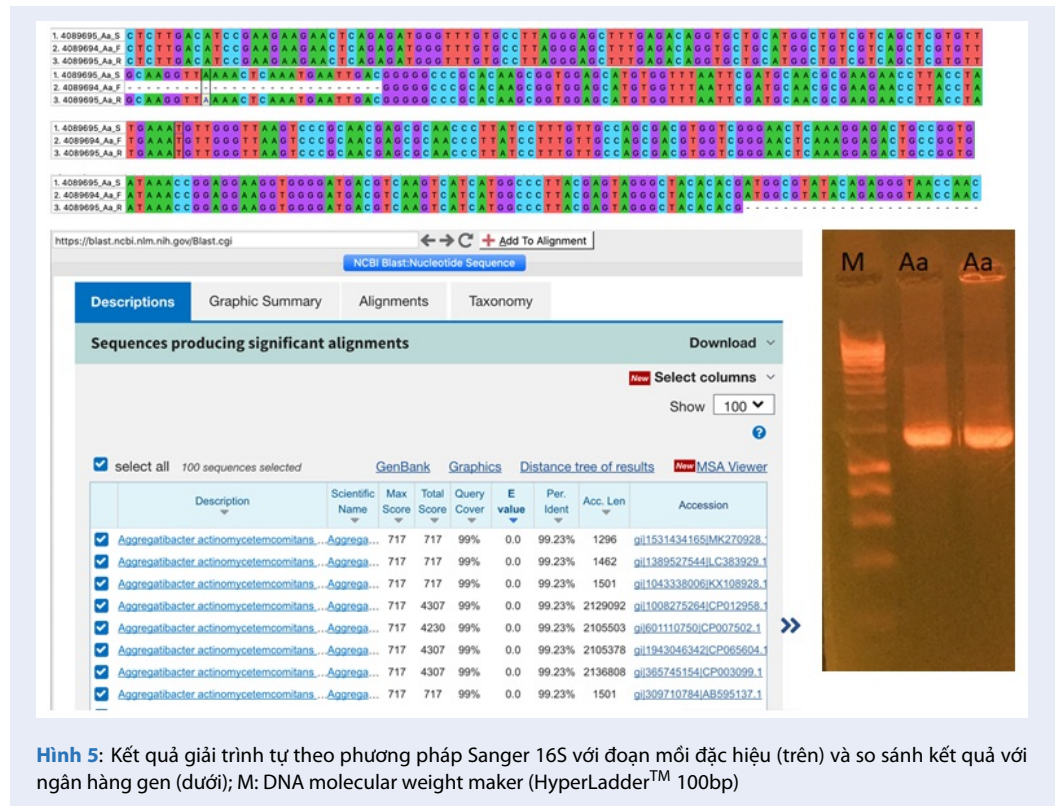 1. 4089695_Aa_S CTCTTGACATCCGAAGAAGAACTCAGAGATGGGTTTGTGCCTTAGGGAGCTTTGAGACAGGTGCTGCATGGCTGTCGTCAGCTCGTGTT
2. 4089694_Aa_F CTCTTGACATCCGAAGAAGAACTCAGAGATGGGTTTGTGCCTTAGGGAGCTTTGAGACAGGTGCTGCATGGCTGTCGTCAGCTCGTGTT
3. 4089695_Aa_R CTCTTGACATCCGAAGAAGAACTCAGAGATGGGTTTGTGCCTTAGGGAGCTTTGAGACAGGTGCTGCATGGCTGTCGTCAGCTCGTGTT
1. 4089695_Aa_S GCAAGGTTAAAACTCAAATGAATTGACGGGGGCCCGCACAAGCGGTGGAGCATGTGGTTTAATTCGATGCAACGCGAAGAACCTTACCTA
2. 4089694_Aa_F ---------------------------GGGGGCCCGCACAAGCGGTGGAGCATGTGGTTTAATTCGATGCAACGCGAAGAACCTTACCTA
3. 4089695_Aa_R GCAAGGTTAAAACTCAAATGAATTGACGGGGGCCCGCACAAGCGGTGGAGCATGTGGTTTAATTCGATGCAACGCGAAGAACCTTACCTA
1. 4089695_Aa_S TGAAATGTTGGGTTAAGTCCCGCAACGAGCGCAACCCTTATCCTTTGTTGCCAGCGACGTGGTCGGGAACTCAAAGGAGACTGCCGGTG
2. 4089694_Aa_F TGAAATGTTGGGTTAAGTCCCGCAACGAGCGCAACCCTTATCCTTTGTTGCCAGCGACGTGGTCGGGAACTCAAAGGAGACTGCCGGTG
3. 4089695_Aa_R TGAAATGTTGGGTTAAGTCCCGCAACGAGCGCAACCCTTATCCTTTGTTGCCAGCGACGTGGTCGGGAACTCAAAGGAGACTGCCGGTG
1. 4089695_Aa_S ATAAACCGGAGGAAGGTGGGGATGACGTCAAGTCATCATGGCCCTTACGAGTAGGGCTACACACGATGGCGTATACAGAGGGTAACCAAC
2. 4089694_Aa_F ATAAACCGGAGGAAGGTGGGGATGACGTCAAGTCATCATGGCCCTTACGAGTAGGGCTACACACGATGGCGTATACAGAGGGTAACCAAC
3. 4089695_Aa_R ATAAACCGGAGGAAGGTGGGGATGACGTCAAGTCATCATGGCCCTTACGAGTAGGGCTACACACG-------------------------
https://blast.ncbi.nlm.nih.gov/Blast.cgi Add To Alignment
NCBI Blast:Nucleotide Sequence
Descriptions Graphic Summary Alignments Taxonomy
Sequences producing significant alignments Download
New Select columns
Show 100
select all 100 sequences selected GenBank Graphics Distance tree of results New MSA Viewer
Description Scientific Name Max Score Total Score Query Cover E value Per. Ident Acc. Len Accession
Aggregatibacter actinomycetemcomitans ... Aggrega... 717 717 99% 0.0 99.23% 1296 gi|1531434165|MK270928.1
Aggregatibacter actinomycetemcomitans ... Aggrega... 717 717 99% 0.0 99.23% 1462 gi|1389527544|LC383929.1
Aggregatibacter actinomycetemcomitans ... Aggrega... 717 717 99% 0.0 99.23% 1501 gi|1043338006|KX108928.1
Aggregatibacter actinomycetemcomitans ... Aggrega... 717 4307 99% 0.0 99.23% 2129092 gi|1008275264|CP012958.1
Aggregatibacter actinomycetemcomitans ... Aggrega... 717 4230 99% 0.0 99.23% 2105503 gi|601110750|CP007502.1
Aggregatibacter actinomycetemcomitans ... Aggrega... 717 4307 99% 0.0 99.23% 2105378 gi|1943046342|CP065604.1
Aggregatibacter actinomycetemcomitans ... Aggrega... 717 4307 99% 0.0 99.23% 2136808 gi|365745154|CP003099.1
Aggregatibacter actinomycetemcomitans ... Aggrega... 717 717 99% 0.0 99.23% 1501 gi|309710784|AB595137.1
M Aa Aa
Hình 5: Kết quả giải trình tự theo phương pháp Sanger 16S với đoạn mồi đặc hiệu (trên) và so sánh kết quả với
ngân hàng gen (dưới); M: DNA molecular weight maker (HyperLadder™ 100bp)